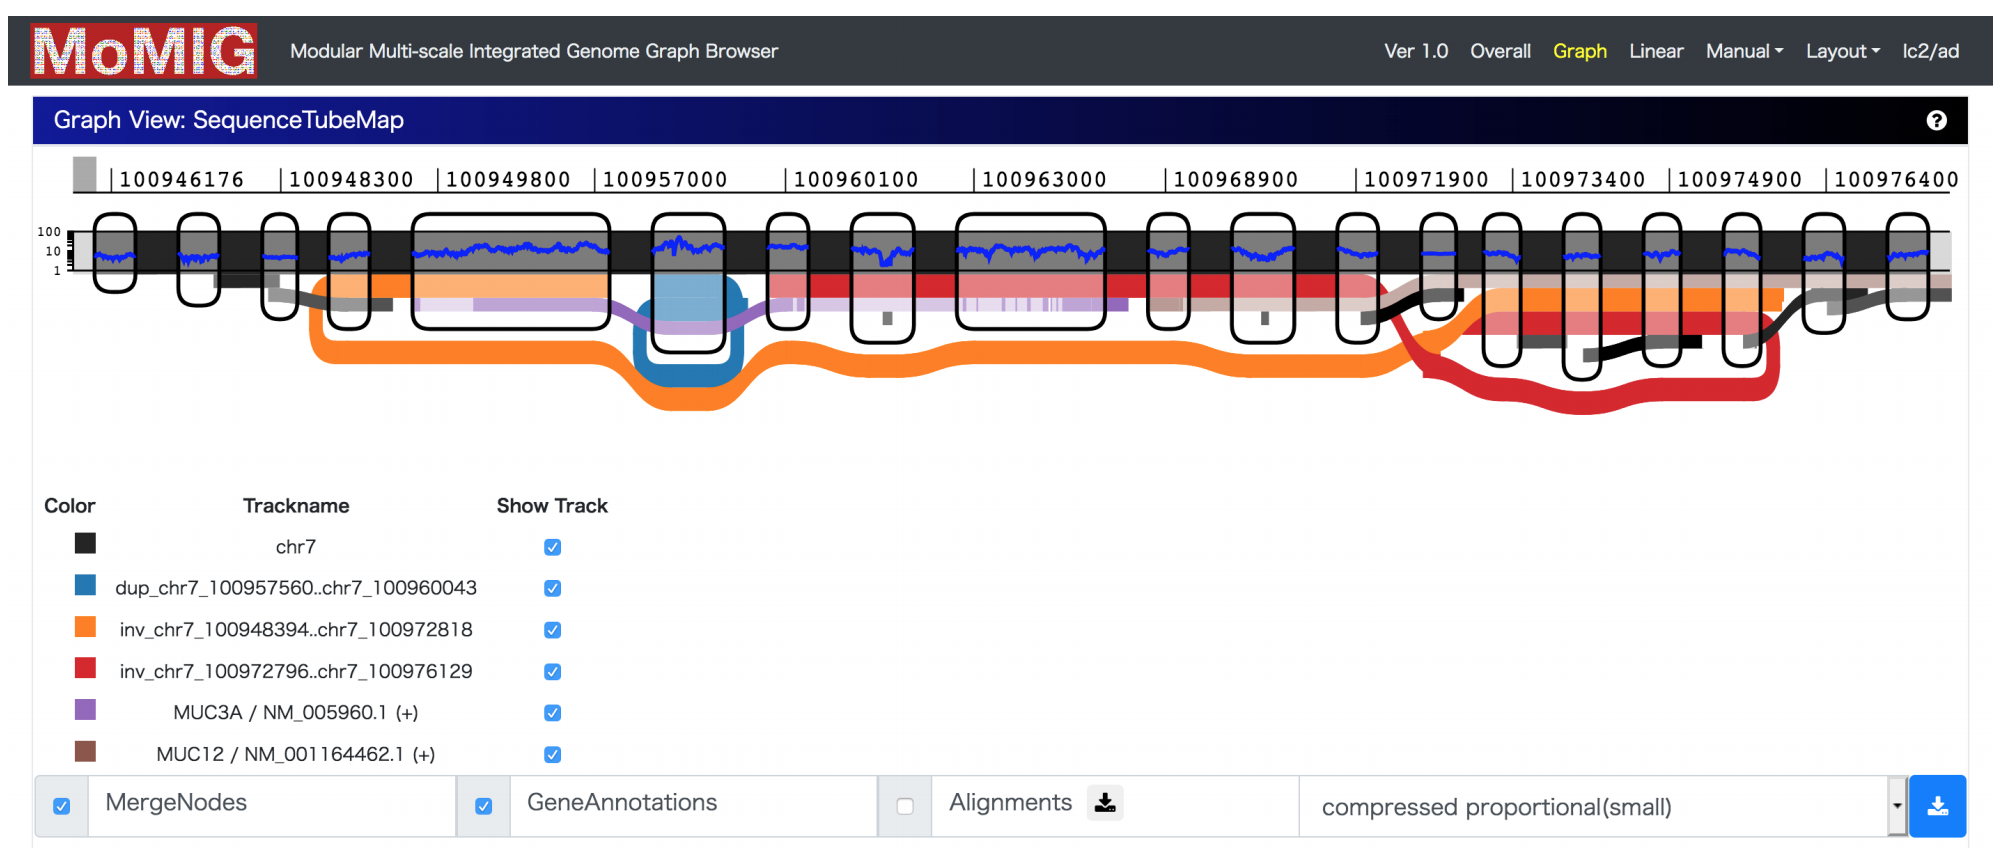 MoMIG Modular Multi-scale Integrated Genome Graph Browser Ver 1.0 Overall Graph Linear Manual Layout lc2/ad
Graph View: SequenceTubeMap ?
100946176 100948300 100949800 100957000 100960100 100963000 100968900 100971900 100973400 100974900 100976400
100
10
1
Color Trackname Show Track
chr7
dup_chr7_100957560..chr7_100960043
inv_chr7_100948394..chr7_100972818
inv_chr7_100972796..chr7_100976129
MUC3A / NM_005960.1 (+)
MUC12 / NM_001164462.1 (+)
MergeNodes GeneAnnotations Alignments compressed proportional(small)